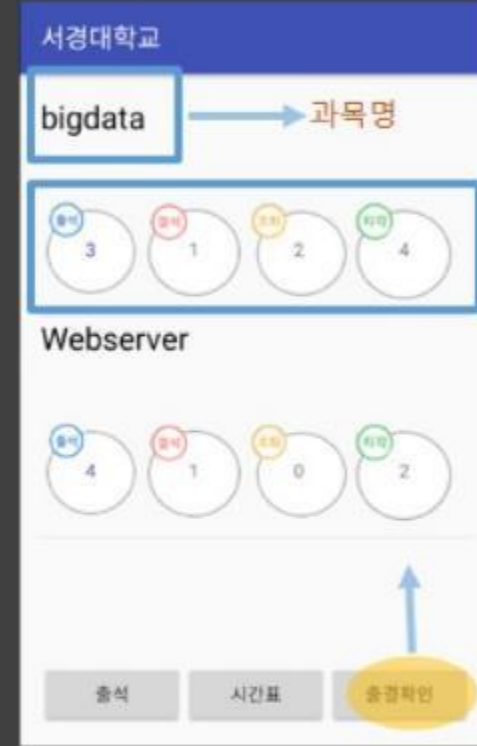 서경대학교
bigdata
과목명
출석 결석 조퇴 지각
3 1 2 4
Webserver
출석 결석 조퇴 지각
4 1 0 2
출석 시간표 출결확인